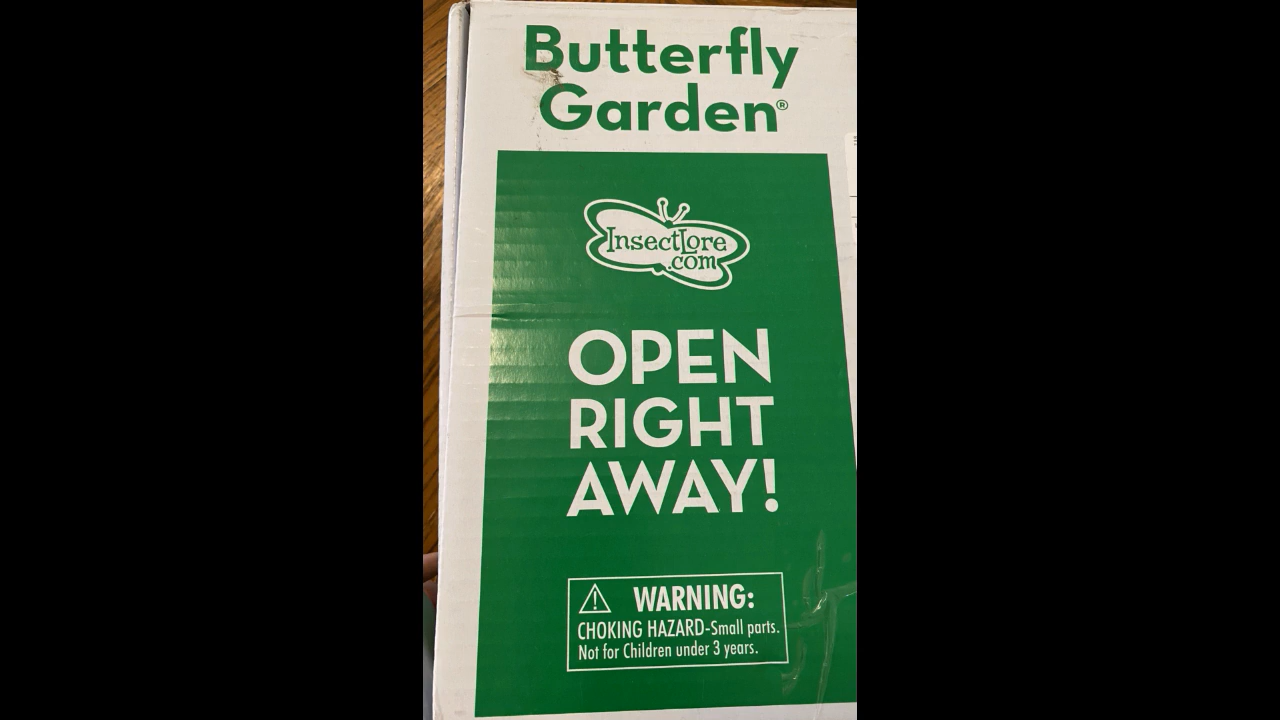 Butterfly
Garden®
InsectLore
.com
OPEN
RIGHT
AWAY!
WARNING:
CHOKING HAZARD-Small parts.
Not for Children under 3 years.